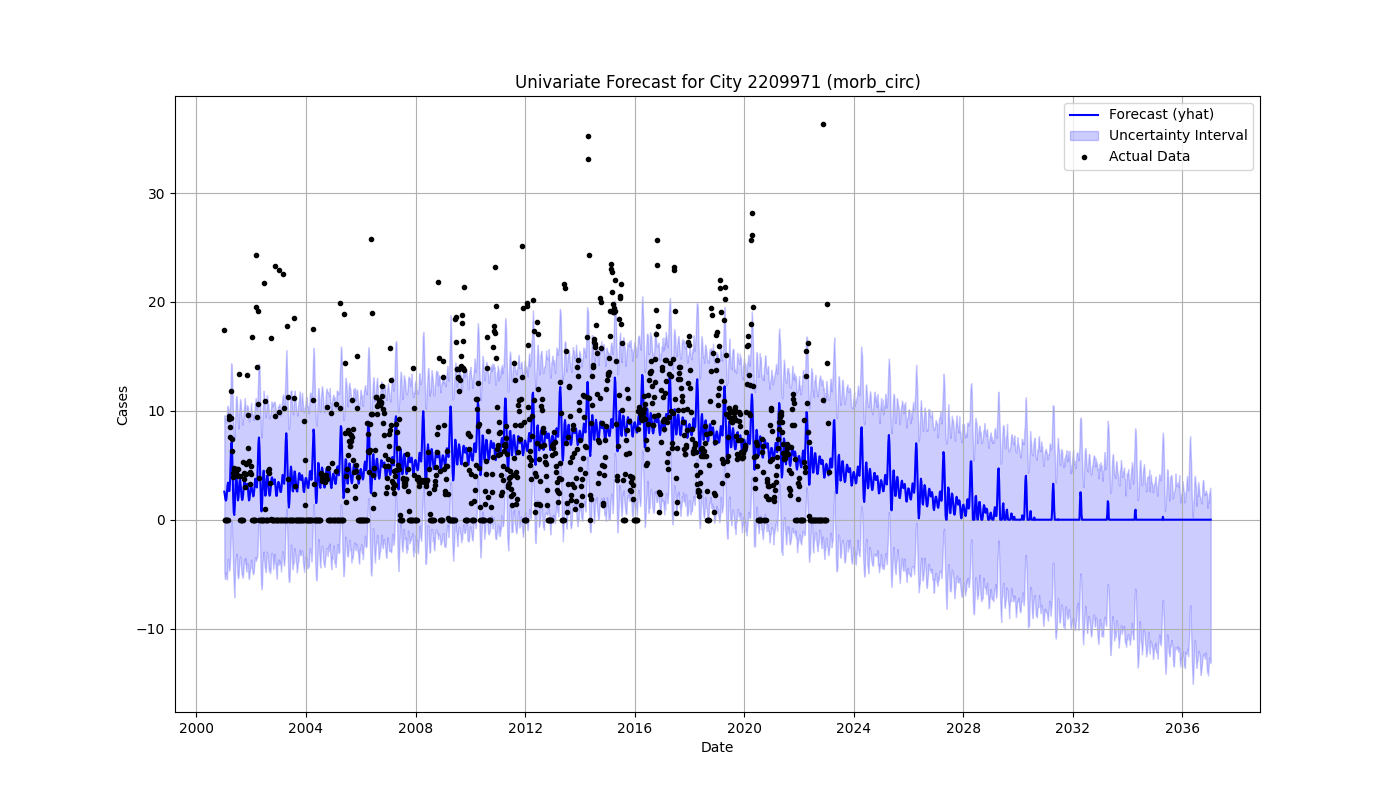 Univariate Forecast for City 2209971 (morb_circ)
Forecast (yhat)
Uncertainty Interval
Actual Data
Cases
30
20
10
0
−10
2000 2004 2008 2012 2016 2020 2024 2028 2032 2036
Date